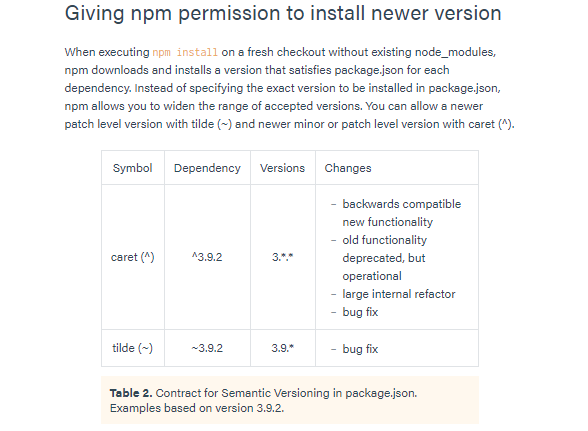 Giving npm permission to install newer version
When executing npm install on a fresh checkout without existing node_modules,
npm downloads and installs a version that satisfies package.json for each
dependency. Instead of specifying the exact version to be installed in package.json,
npm allows you to widen the range of accepted versions. You can allow a newer
patch level version with tilde (~) and newer minor or patch level version with caret (^).
Symbol Dependency Versions Changes
caret (^) ^3.9.2 3.*.*
– backwards compatible
new functionality
– old functionality
deprecated, but
operational
– large internal refactor
– bug fix
tilde (~) ~3.9.2 3.9.* – bug fix
Table 2. Contract for Semantic Versioning in package.json.
Examples based on version 3.9.2.